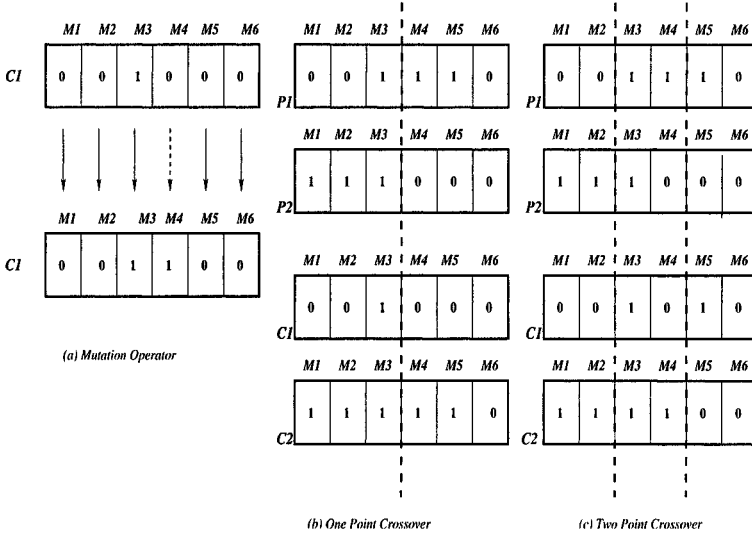 M1 M2 M3 M4 M5 M6
C1 0 0 1 0 0 0
M1 M2 M3 M4 M5 M6
C1 0 0 1 1 0 0
(a) Mutation Operator
M1 M2 M3 M4 M5 M6
P1 0 0 1 1 1 0
M1 M2 M3 M4 M5 M6
P2 1 1 1 0 0 0
M1 M2 M3 M4 M5 M6
C1 0 0 1 0 0 0
M1 M2 M3 M4 M5 M6
C2 1 1 1 1 1 0
(b) One Point Crossover
M1 M2 M3 M4 M5 M6
P1 0 0 1 1 1 0
M1 M2 M3 M4 M5 M6
P2 1 1 1 0 0 0
M1 M2 M3 M4 M5 M6
C1 0 0 1 0 1 0
M1 M2 M3 M4 M5 M6
C2 1 1 1 1 0 0
(c) Two Point Crossover